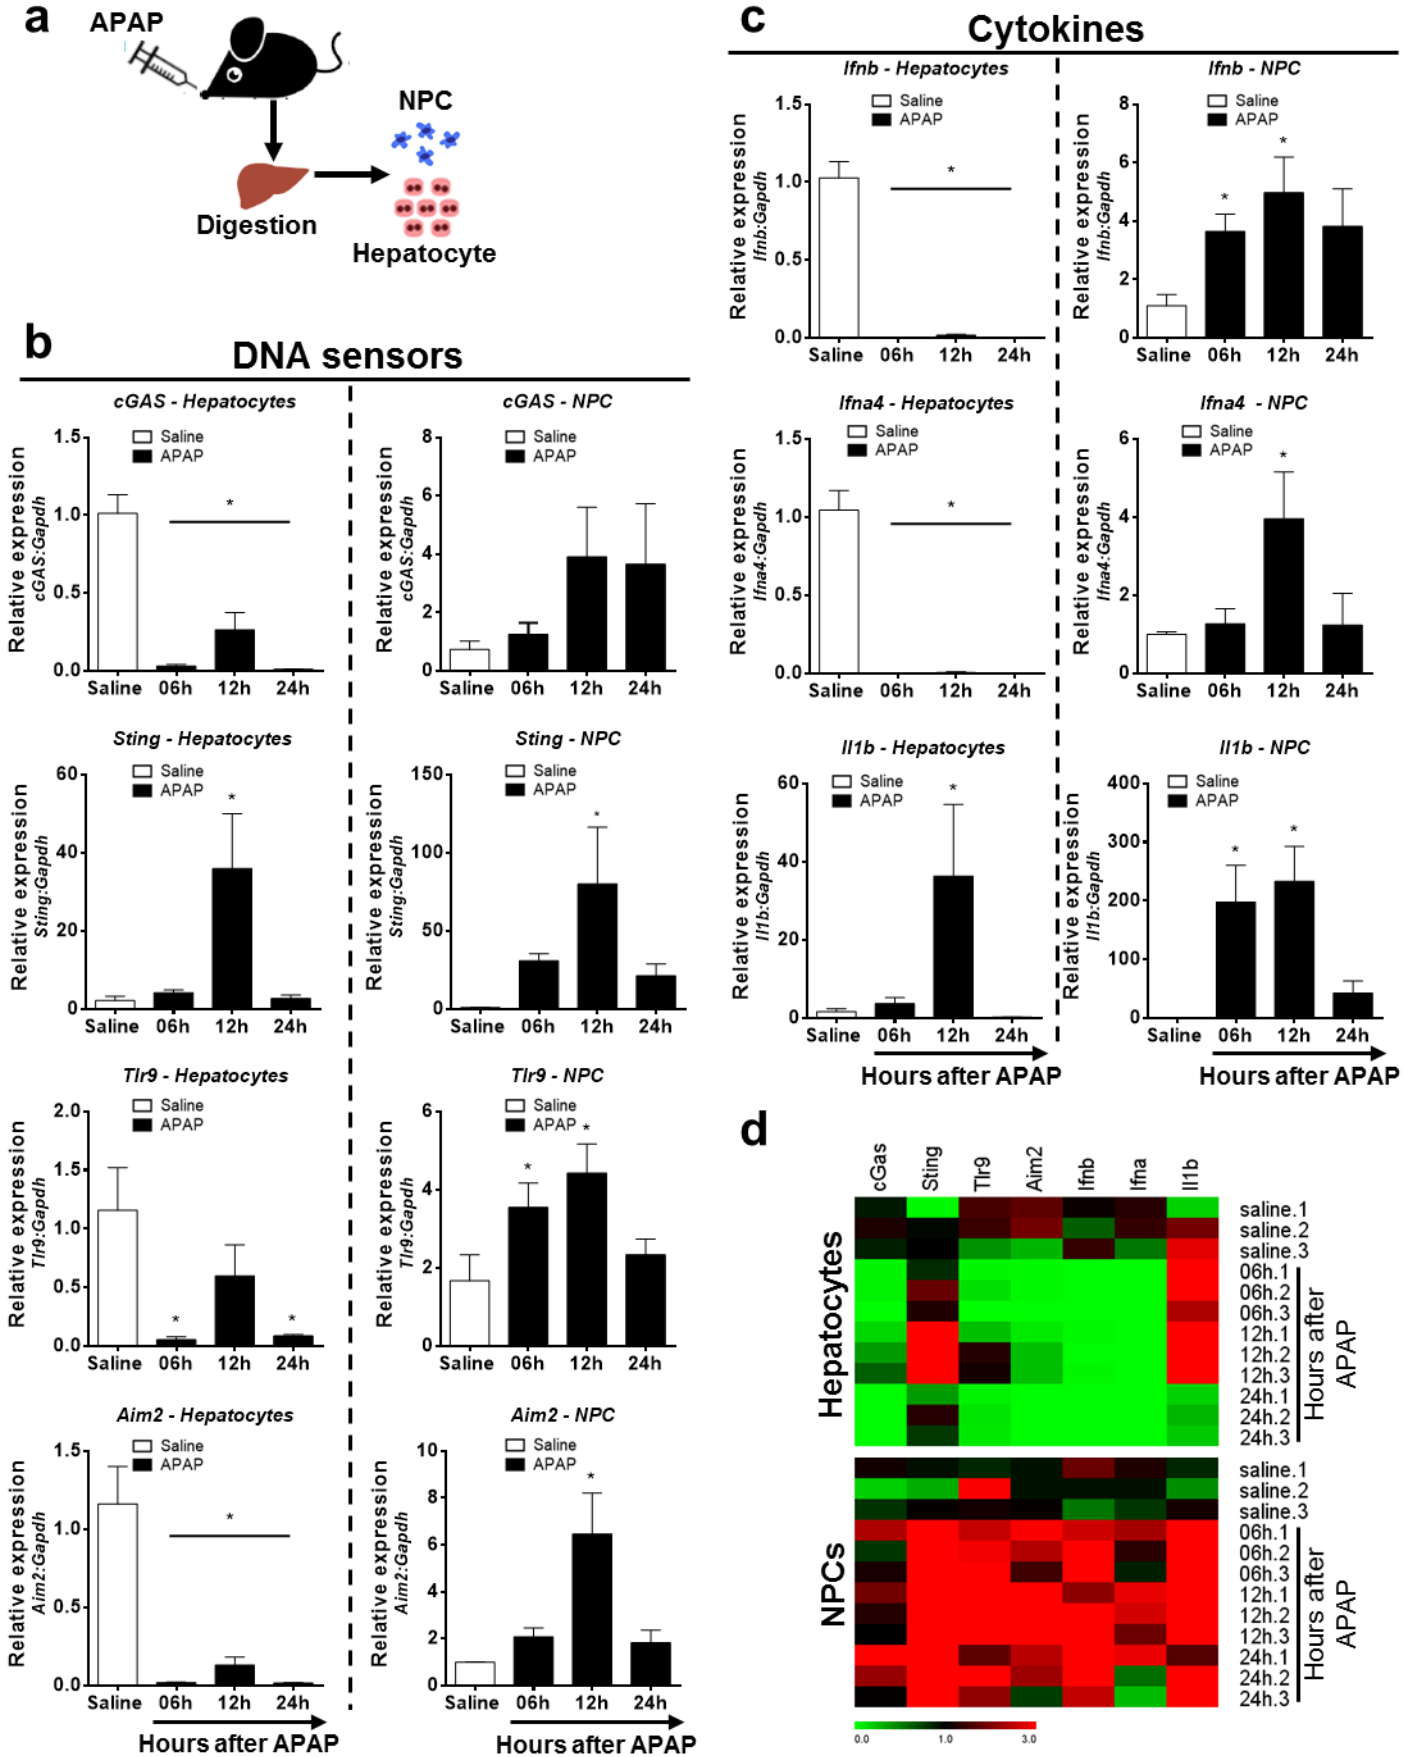 a
APAP
NPC
Digestion
Hepatocyte
b
DNA sensors
cGAS - Hepatocytes
Saline
APAP
Relative expression
cGAS:Gapdh
1.5
1.0
0.5
0.0
Saline 06h 12h 24h
*
cGAS - NPC
Saline
APAP
Relative expression
cGAS:Gapdh
8
6
4
2
0
Saline 06h 12h 24h
Sting - Hepatocytes
Saline
APAP
Relative expression
Sting:Gapdh
60
40
20
0
*
Saline 06h 12h 24h
Sting - NPC
Saline
APAP
Relative expression
Sting:Gapdh
150
100
50
0
*
Saline 06h 12h 24h
Tlr9 - Hepatocytes
Saline
APAP
Relative expression
Tlr9:Gapdh
2.0
1.5
1.0
0.5
0.0
* *
Saline 06h 12h 24h
Tlr9 - NPC
Saline
APAP
Relative expression
Tlr9:Gapdh
6
4
2
0
* *
Saline 06h 12h 24h
Aim2 - Hepatocytes
Saline
APAP
Relative expression
Aim2:Gapdh
1.5
1.0
0.5
0.0
*
Saline 06h 12h 24h
Hours after APAP
Aim2 - NPC
Saline
APAP
Relative expression
Aim2:Gapdh
10
8
6
4
2
0
*
Saline 06h 12h 24h
Hours after APAP
c
Cytokines
Ifnb - Hepatocytes
Saline
APAP
Relative expression
Ifnb:Gapdh
1.5
1.0
0.5
0.0
*
Saline 06h 12h 24h
Ifnb - NPC
Saline
APAP
Relative expression
Ifnb:Gapdh
8
6
4
2
0
* *
Saline 06h 12h 24h
Ifna4 - Hepatocytes
Saline
APAP
Relative expression
Ifna4:Gapdh
1.5
1.0
0.5
0.0
*
Saline 06h 12h 24h
Ifna4 - NPC
Saline
APAP
Relative expression
Ifna4:Gapdh
6
4
2
0
*
Saline 06h 12h 24h
Il1b - Hepatocytes
Saline
APAP
Relative expression
Il1b:Gapdh
60
40
20
0
*
Saline 06h 12h 24h
Hours after APAP
Il1b - NPC
Saline
APAP
Relative expression
Il1b:Gapdh
400
300
200
100
0
* *
Saline 06h 12h 24h
Hours after APAP
d
cGas Sting Tlr9 Aim2 Ifnb Ifna Il1b
Hepatocytes
saline.1
saline.2
saline.3
06h.1
06h.2
06h.3
12h.1
12h.2
12h.3
24h.1
24h.2
24h.3
Hours after
APAP
NPCs
saline.1
saline.2
saline.3
06h.1
06h.2
06h.3
12h.1
12h.2
12h.3
24h.1
24h.2
24h.3
Hours after
APAP
0.0 1.0 3.0